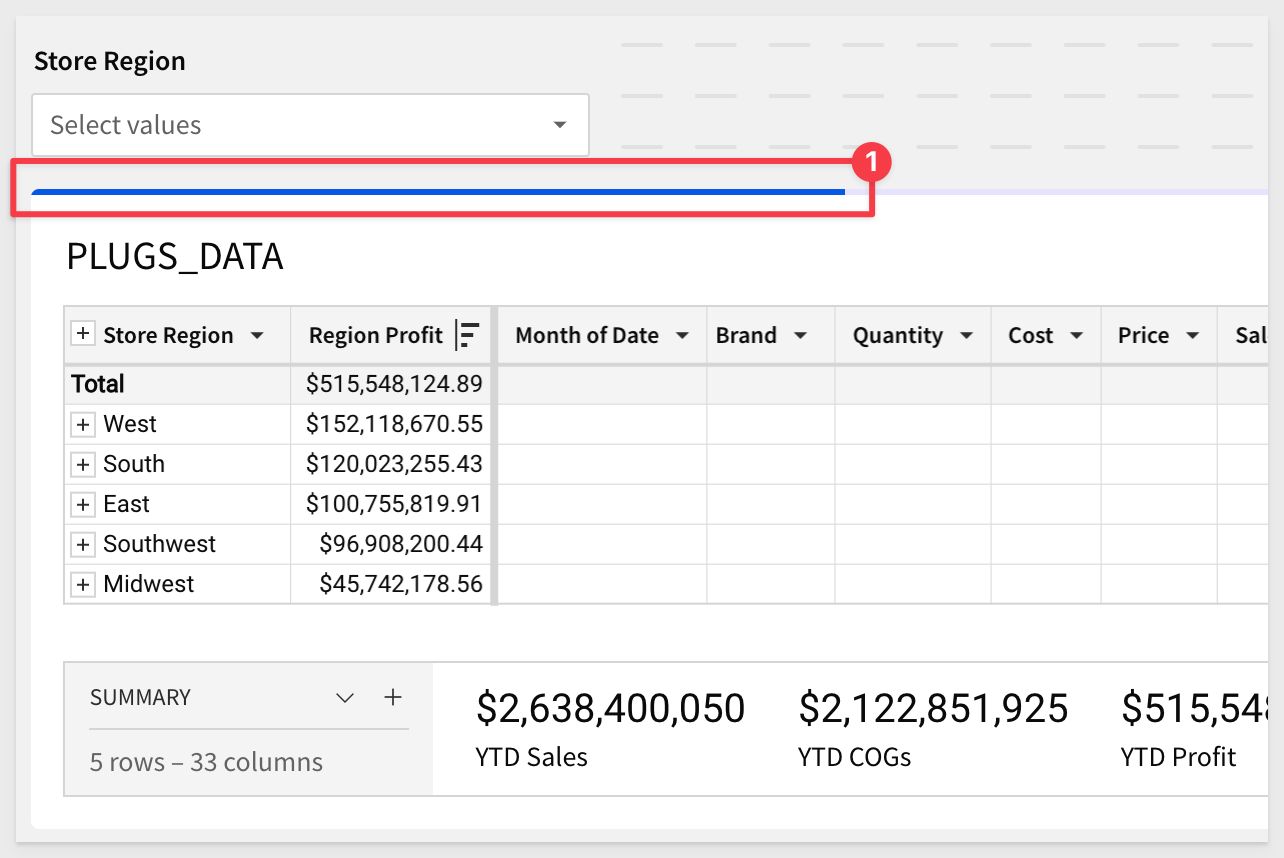 Store Region
Select values
1
PLUGS_DATA
+ Store Region Region Profit Month of Date Brand Quantity Cost Price Sal
Total $515,548,124.89
+ West $152,118,670.55
+ South $120,023,255.43
+ East $100,755,819.91
+ Southwest $96,908,200.44
+ Midwest $45,742,178.56
SUMMARY +
5 rows – 33 columns
$2,638,400,050 $2,122,851,925 $515,548
YTD Sales YTD COGs YTD Profit